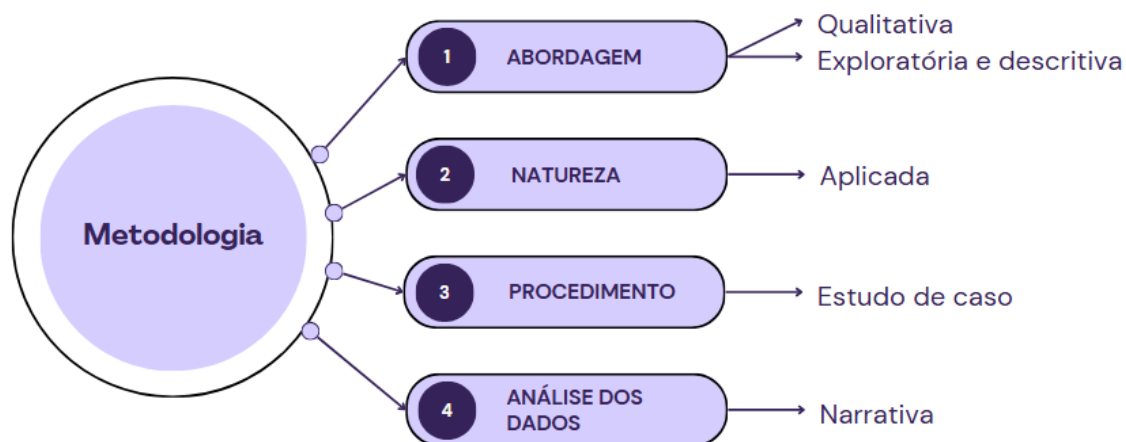 Metodologia
1
ABORDAGEM
Qualitativa
Exploratória e descritiva
2
NATUREZA
Aplicada
3
PROCEDIMENTO
Estudo de caso
4
ANÁLISE DOS
DADOS
Narrativa